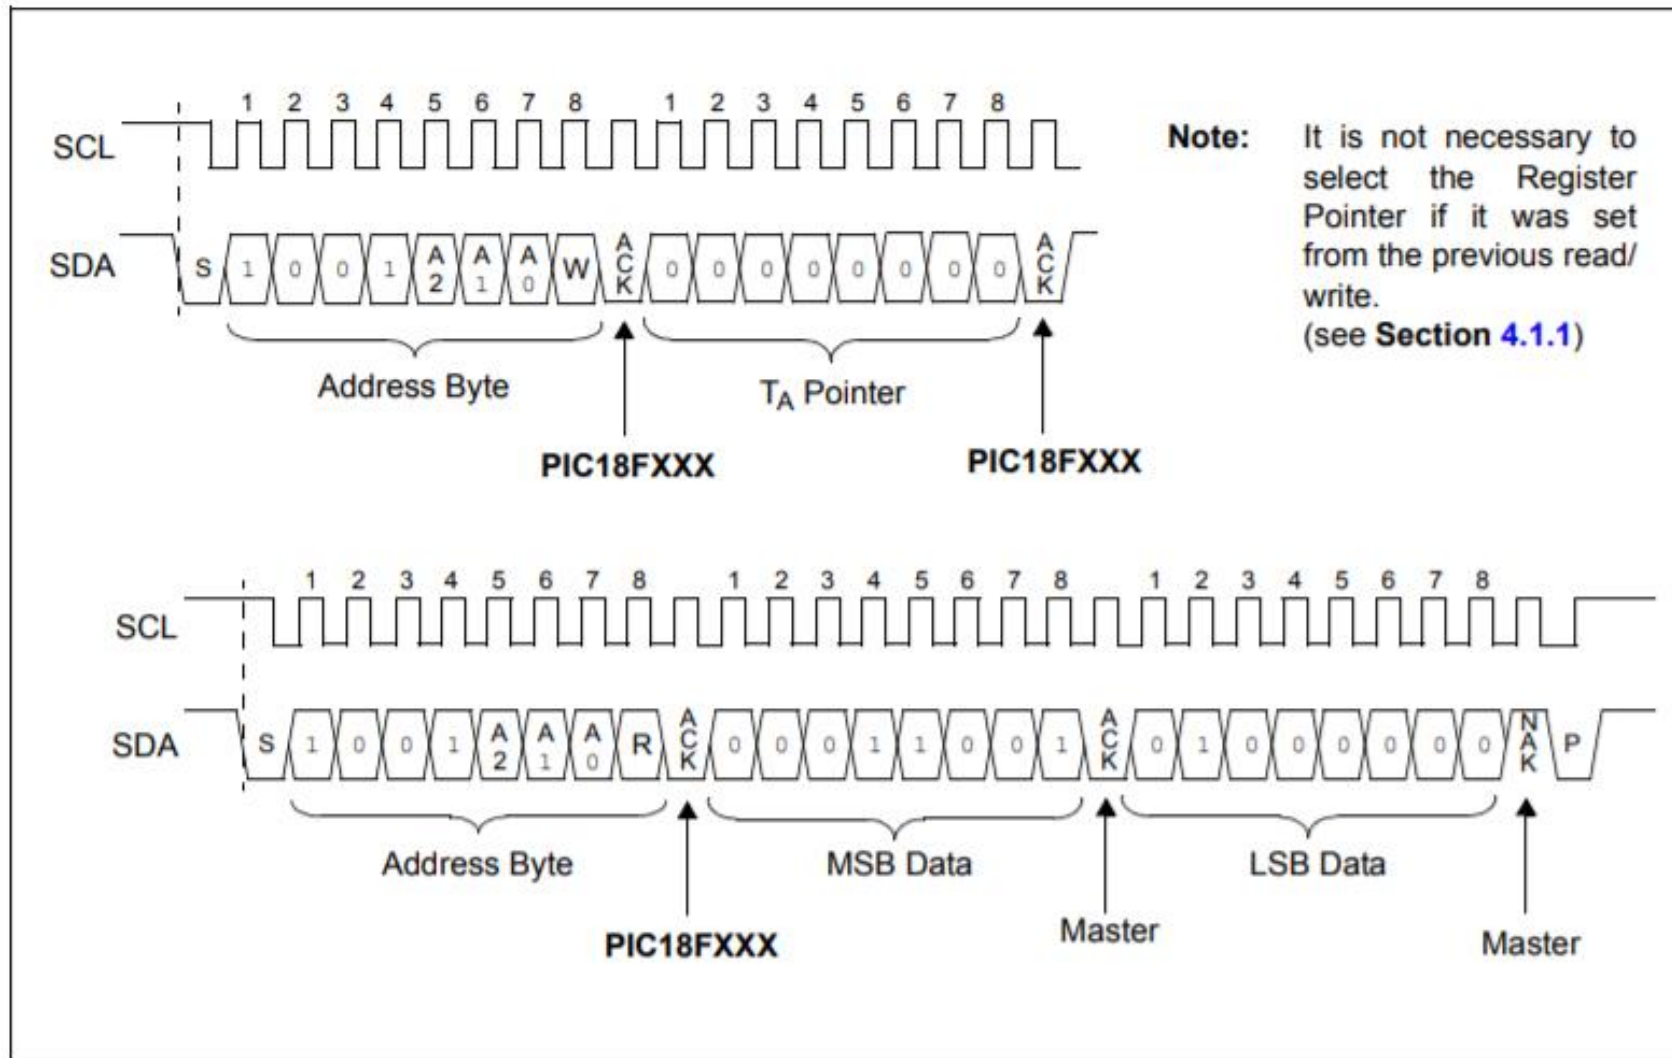 1 2 3 4 5 6 7 8 1 2 3 4 5 6 7 8
SCL
SDA S 1 0 0 1 A2 A1 A0 W ACK 0 0 0 0 0 0 0 0 ACK
Address Byte TA Pointer
PIC18FXXX PIC18FXXX
Note: It is not necessary to
select the Register
Pointer if it was set
from the previous read/
write.
(see Section 4.1.1)
1 2 3 4 5 6 7 8 1 2 3 4 5 6 7 8 1 2 3 4 5 6 7 8
SCL
SDA S 1 0 0 1 A2 A1 A0 R ACK 0 0 0 1 1 0 0 1 ACK 0 1 0 0 0 0 0 0 NAK P
Address Byte MSB Data LSB Data
PIC18FXXX Master Master